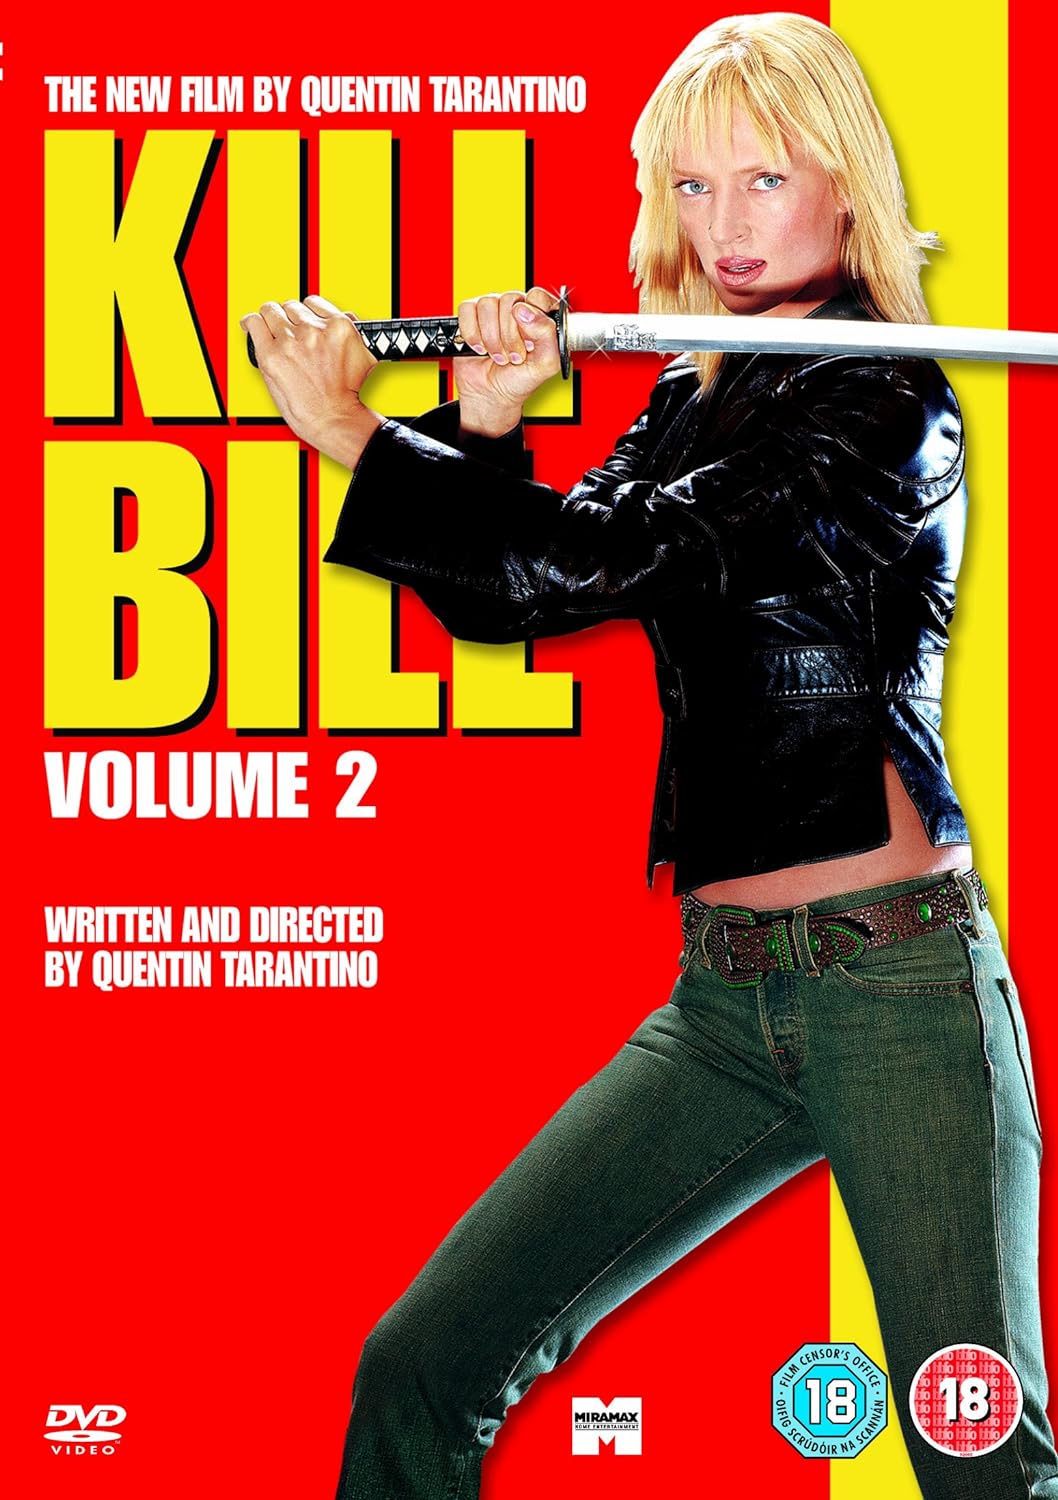 THE NEW FILM BY QUENTIN TARANTINO
KILL
BILL
VOLUME 2
WRITTEN AND DIRECTED
BY QUENTIN TARANTINO
DVD
VIDEO
MIRAMAX
HOME ENTERTAINMENT
FILM CENSOR'S OFFICE
18
OIFIG SCRÚDÓIR NA SCANNÁN
18